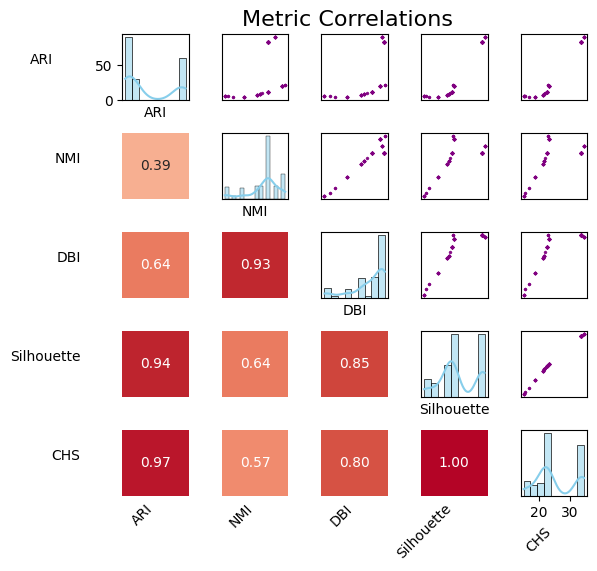 Metric Correlations
ARI
50
0
ARI
NMI
0.39
NMI
DBI
0.64
0.93
DBI
Silhouette
0.94
0.64
0.85
Silhouette
CHS
0.97
0.57
0.80
1.00
20
30
ARI
NMI
DBI
Silhouette
CHS